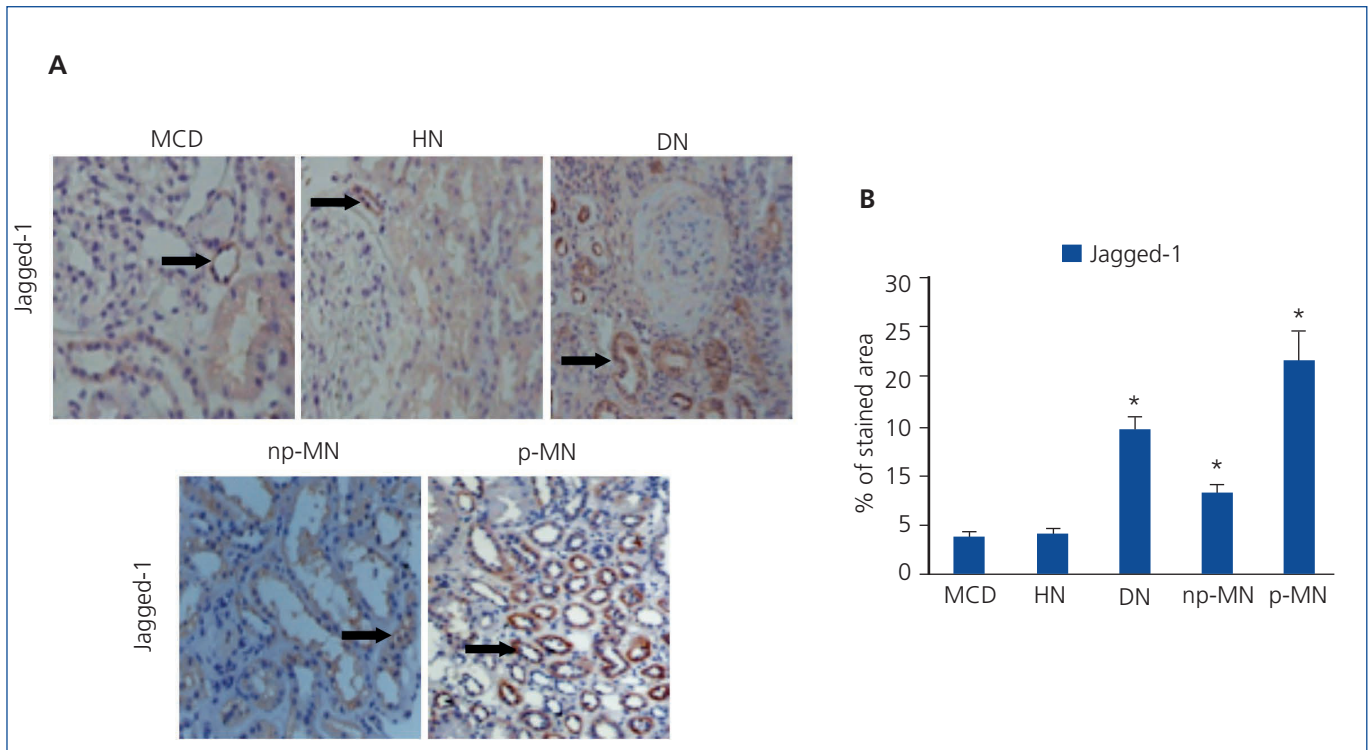 A
MCD HN DN
Jagged-1
np-MN p-MN
Jagged-1
B
Jagged-1
% of stained area
30
25
20
10
15
5
0
*
*
*
MCD HN DN np-MN p-MN